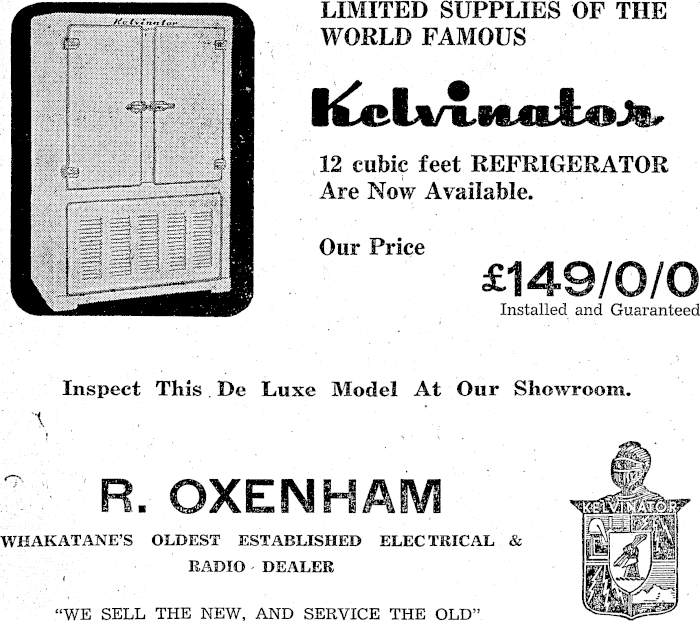 Kelvinator
LIMITED SUPPLIES OF THE
WORLD FAMOUS
Kelvinator
12 cubic feet REFRIGERATOR
Are Now Available.
Our Price
£149/0/0
Installed and Guaranteed
Inspect This De Luxe Model At Our Showroom.
R. OXENHAM
WHAKATANE'S OLDEST ESTABLISHED ELECTRICAL &
RADIO DEALER
"WE SELL THE NEW, AND SERVICE THE OLD"
KELVINATOR